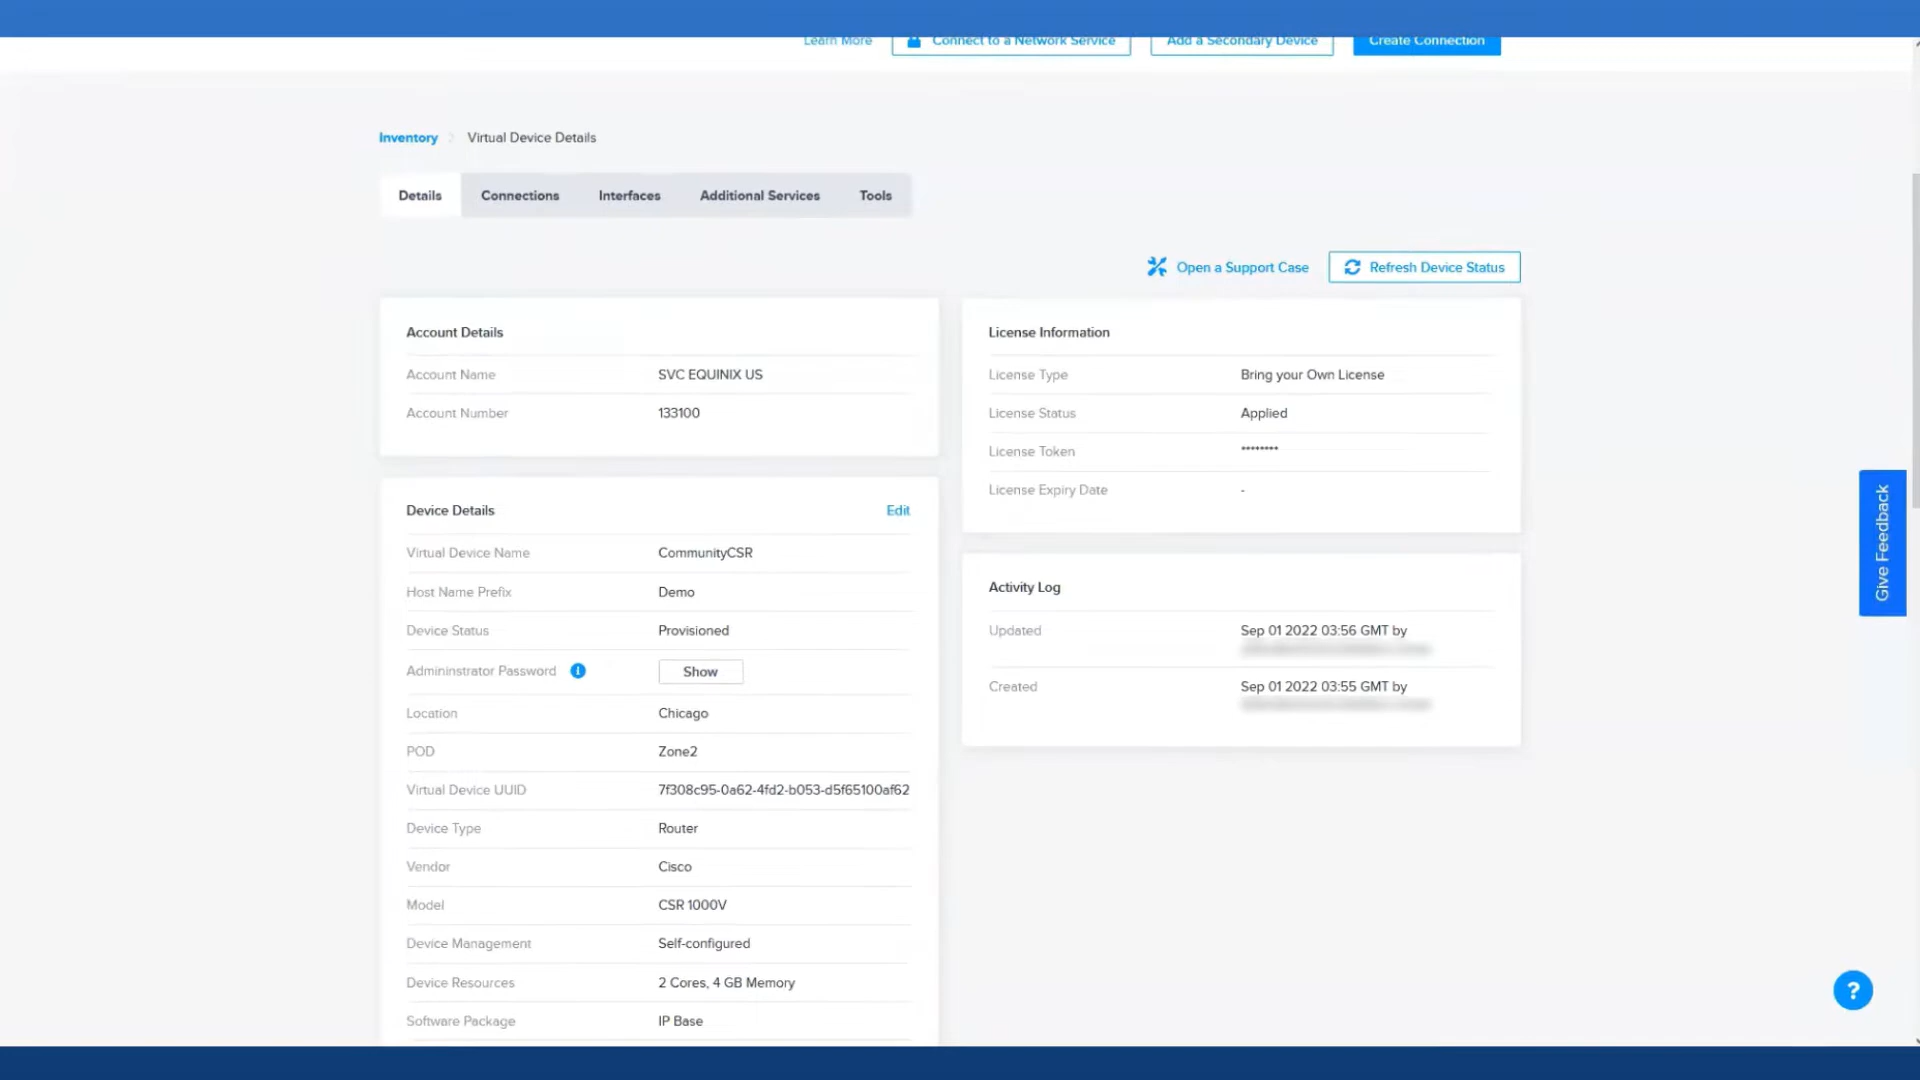 Learn More
Connect to a Network Service
Add a Secondary Device
Create Connection
Inventory
Virtual Device Details
Details
Connections
Interfaces
Additional Services
Tools
Open a Support Case
Refresh Device Status
Account Details
Account Name SVC EQUINIX US
Account Number 133100
Device Details Edit
Virtual Device Name CommunityCSR
Host Name Prefix Demo
Device Status Provisioned
Admininstrator Password i Show
Location Chicago
POD Zone2
Virtual Device UUID 7f308c95-0a62-4fd2-b053-d5f65100af62
Device Type Router
Vendor Cisco
Model CSR 1000V
Device Management Self-configured
Device Resources 2 Cores, 4 GB Memory
Software Package IP Base
License Information
License Type Bring your Own License
License Status Applied
License Token ********
License Expiry Date -
Activity Log
Updated Sep 01 2022 03:56 GMT by
Created Sep 01 2022 03:55 GMT by
Give Feedback
?